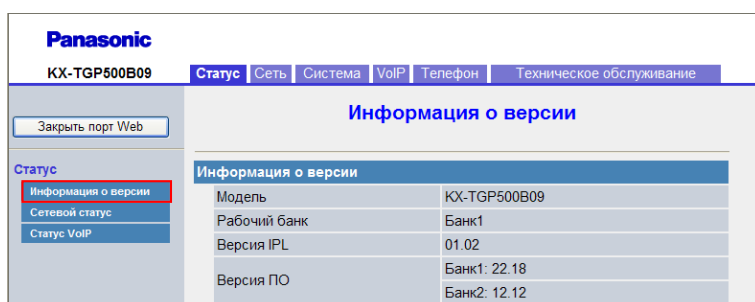 Panasonic
KX-TGP500B09
Статус Сеть Система VoIP Телефон Техническое обслуживание
Закрыть порт Web
Информация о версии
Статус
Информация о версии
Сетевой статус
Статус VoIP
Информация о версии
Модель KX-TGP500B09
Рабочий банк Банк1
Версия IPL 01.02
Версия ПО Банк1: 22.18
Банк2: 12.12